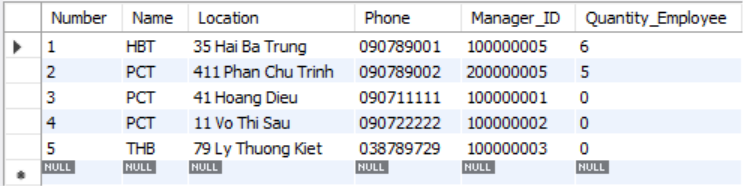 Number Name Location Phone Manager_ID Quantity_Employee
1 HBT 35 Hai Ba Trung 090789001 100000005 6
2 PCT 411 Phan Chu Trinh 090789002 200000005 5
3 PCT 41 Hoang Dieu 090711111 100000001 0
4 PCT 11 Vo Thi Sau 090722222 100000002 0
5 THB 79 Ly Thuong Kiet 038789729 100000003 0
NULL NULL NULL NULL NULL NULL